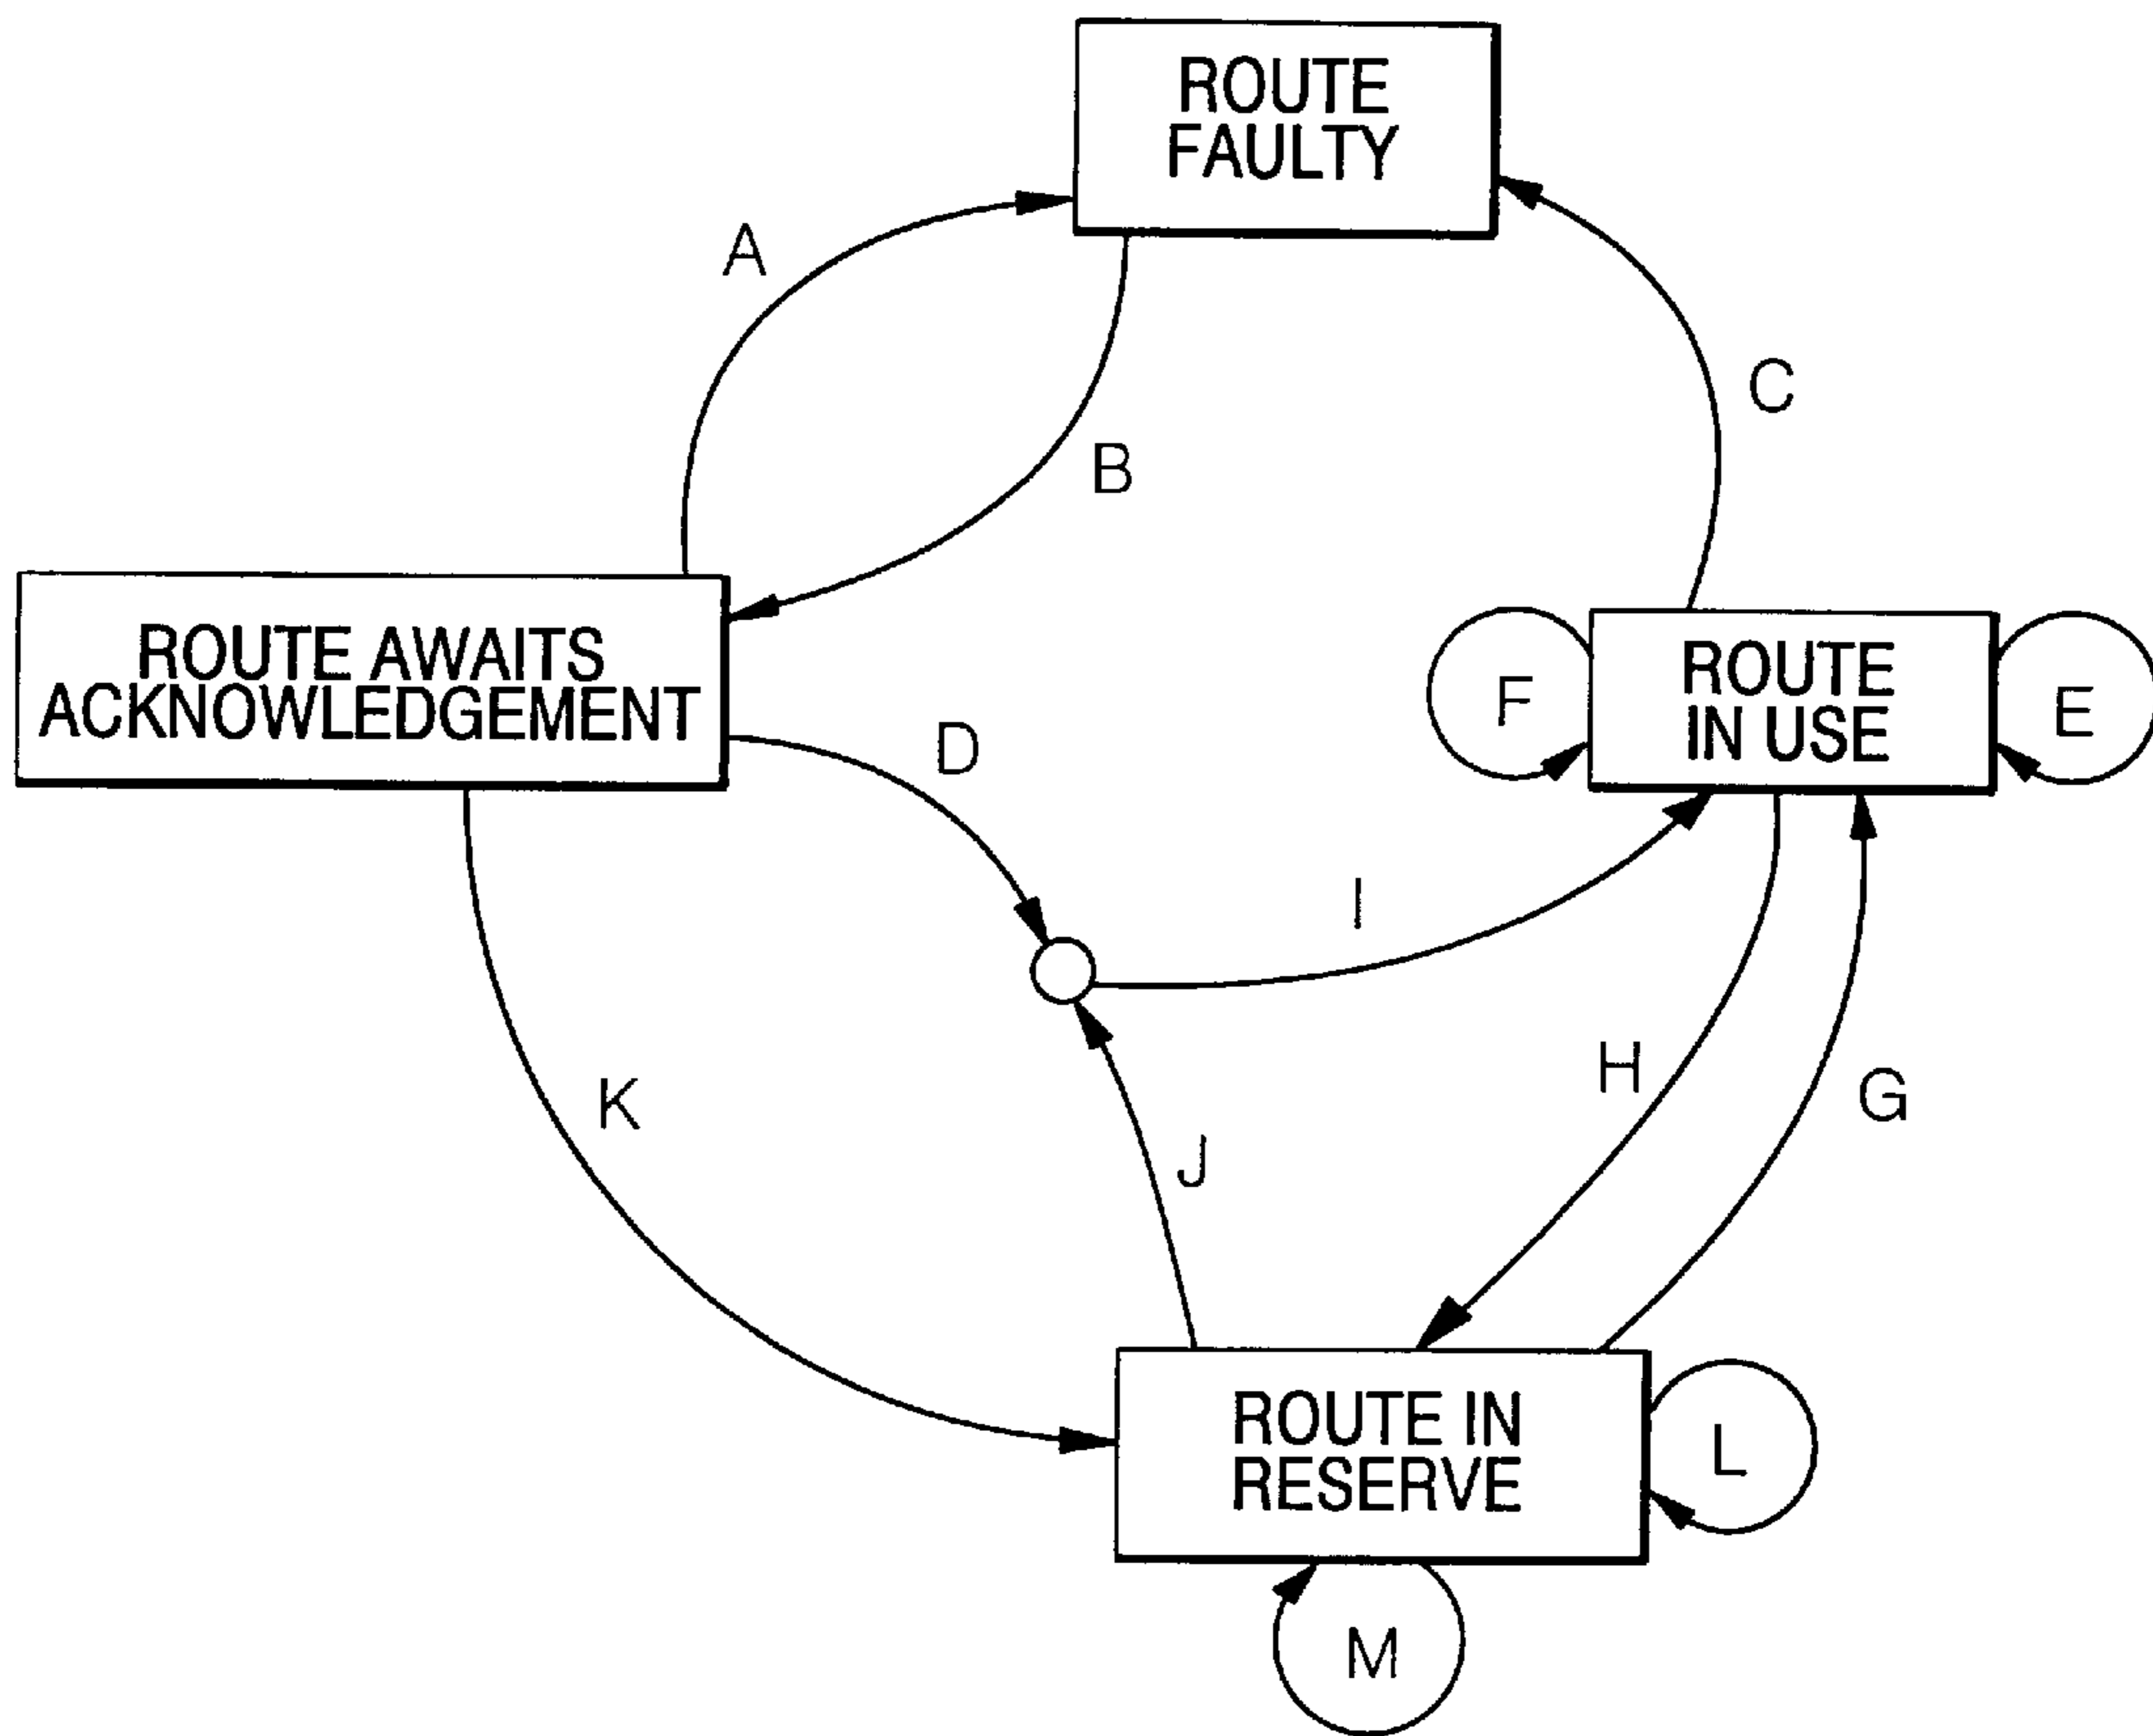 ROUTE
FAULTY
A
C
B
ROUTE AWAITS
ACKNOWLEDGEMENT
D
F
ROUTE
IN USE
E
I
H
G
K
J
ROUTE IN
RESERVE
L
M